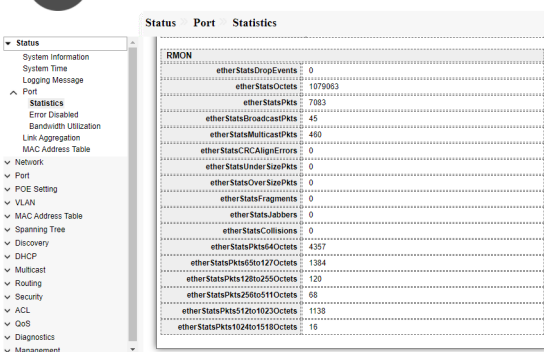 Status Port Statistics
Status
System Information
System Time
Logging Message
Port
Statistics
Error Disabled
Bandwidth Utilization
Link Aggregation
MAC Address Table
Network
Port
POE Setting
VLAN
MAC Address Table
Spanning Tree
Discovery
DHCP
Multicast
Routing
Security
ACL
QoS
Diagnostics
Management
RMON
etherStatsDropEvents 0
etherStatsOctets 1079063
etherStatsPkts 7083
etherStatsBroadcastPkts 45
etherStatsMulticastPkts 460
etherStatsCRCAlignErrors 0
etherStatsUnderSizePkts 0
etherStatsOverSizePkts 0
etherStatsFragments 0
etherStatsJabbers 0
etherStatsCollisions 0
etherStatsPkts64Octets 4357
etherStatsPkts65to127Octets 1384
etherStatsPkts128to255Octets 120
etherStatsPkts256to511Octets 68
etherStatsPkts512to1023Octets 1138
etherStatsPkts1024to1518Octets 16